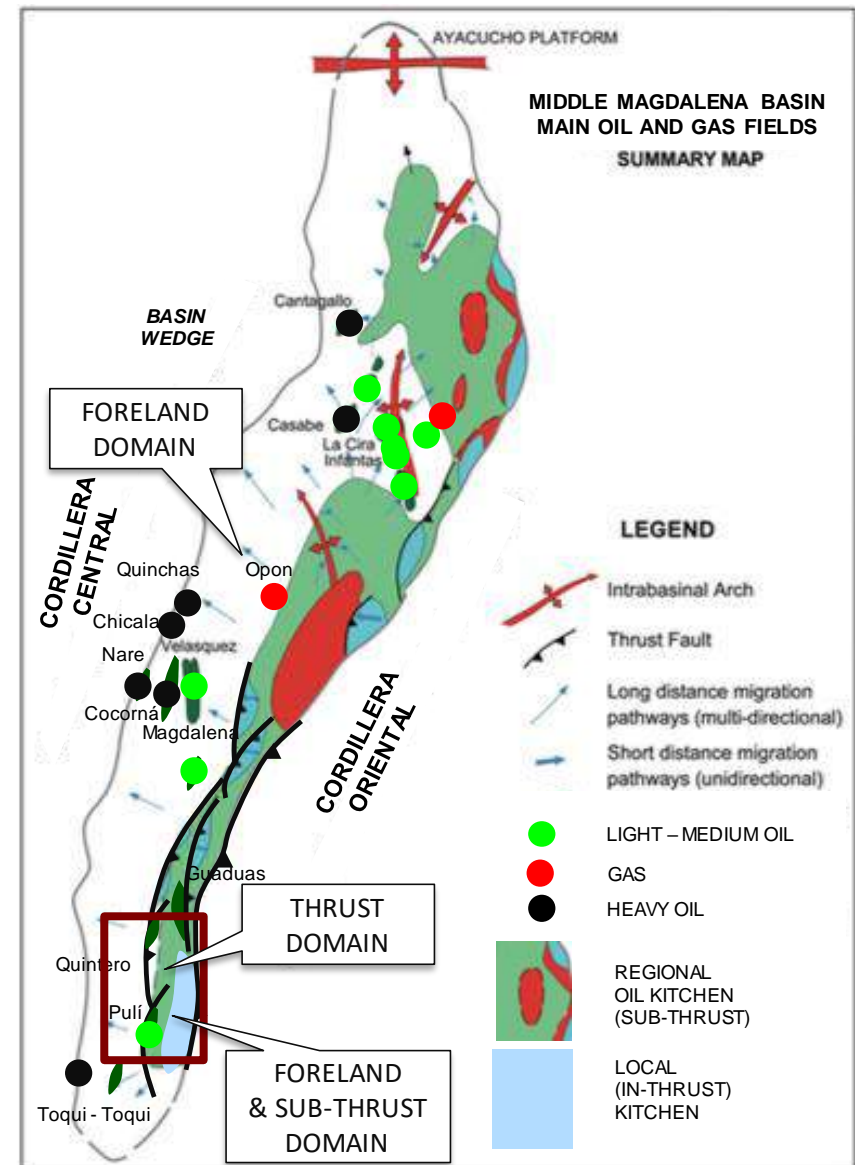 AYACUCHO PLATFORM
MIDDLE MAGDALENA BASIN
MAIN OIL AND GAS FIELDS
SUMMARY MAP
Cantagallo
BASIN
WEDGE
FORELAND
DOMAIN
Casabe
La Cira
Infantas
CORDILLERA
CENTRAL
LEGEND
Quinchas
Opon
Intrabasinal Arch
Chicala
Velasquez
Thrust Fault
Nare
Cocorná
Magdalena
Long distance migration
pathways (multi-directional)
CORDILLERA
ORIENTAL
Short distance migration
pathways (unidirectional)
LIGHT – MEDIUM OIL
GAS
HEAVY OIL
Guaduas
THRUST
DOMAIN
Quintero
REGIONAL
OIL KITCHEN
(SUB-THRUST)
Pulí
FORELAND
& SUB-THRUST
DOMAIN
LOCAL
(IN-THRUST)
KITCHEN
Toqui - Toqui